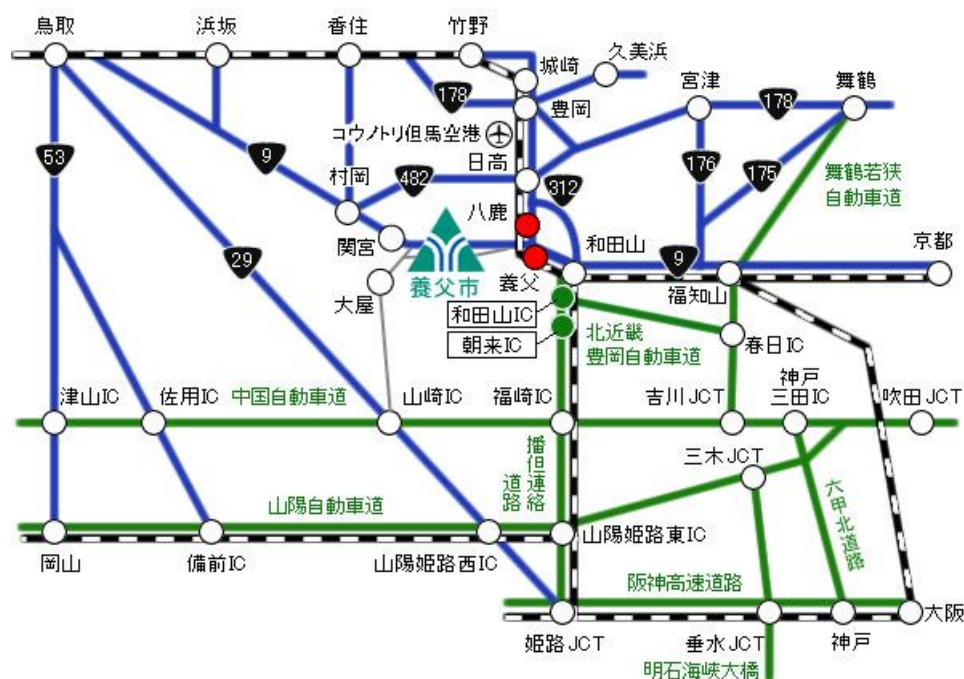 鳥取
浜坂
香住
竹野
久美浜
城崎
宮津
舞鶴
178
豊岡
178
コウノトリ但馬空港
53
9
日高
176
175
482
312
村岡
舞鶴若狭
自動車道
八鹿
関宮
和田山
9
京都
29
養父市
養父
福知山
大屋
和田山IC
朝来IC
北近畿
豊岡自動車道
春日IC
津山IC
佐用IC
中国自動車道
山崎IC
福崎IC
吉川JCT
神戸
三田IC
吹田JCT
播但連絡
道路
三木JCT
六甲北道路
山陽自動車道
岡山
備前IC
山陽姫路西IC
山陽姫路東IC
阪神高速道路
姫路JCT
垂水JCT
神戸
大阪
明石海峡大橋